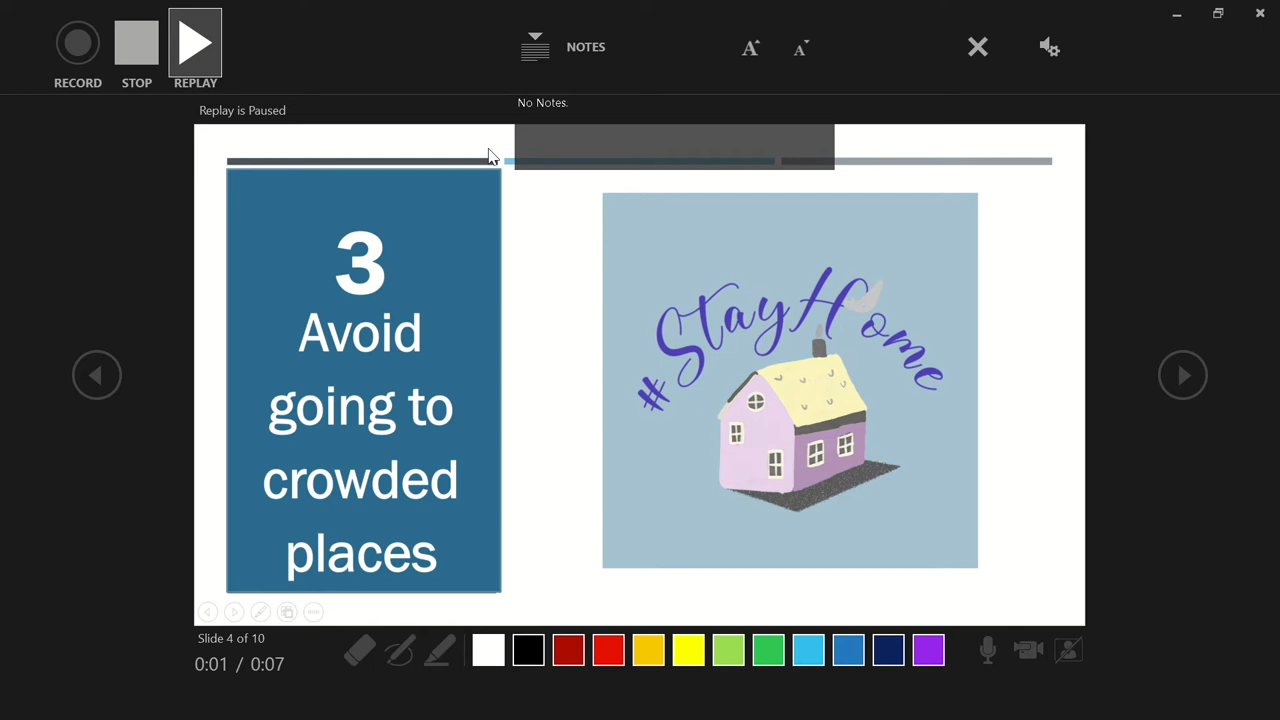 RECORD
STOP
REPLAY
NOTES
A
A
Replay is Paused
No Notes.
3
Avoid
going to
crowded
places
#StayHome
Slide 4 of 10
0:01 / 0:07